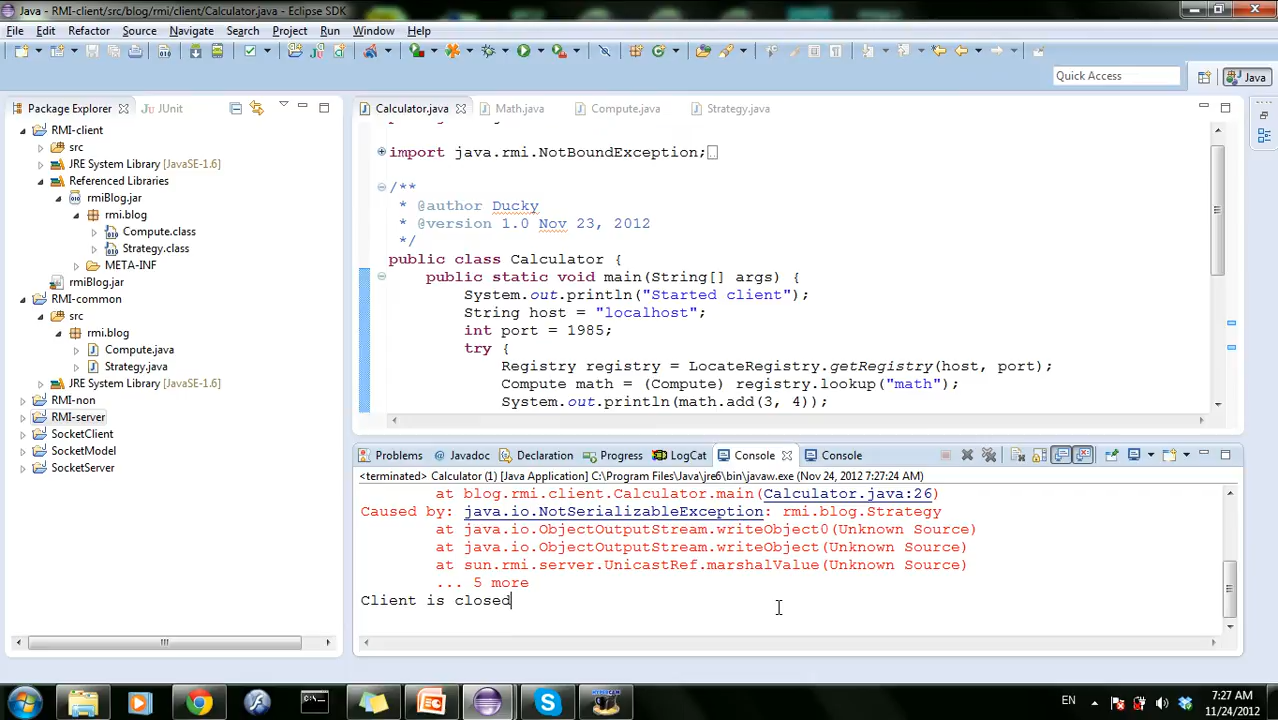 Java - RMI-client/src/blog/rmi/client/Calculator.java - Eclipse SDK
File Edit Refactor Source Navigate Search Project Run Window Help
Quick Access
Java
Package Explorer
JUnit
RMI-client
src
JRE System Library [JavaSE-1.6]
Referenced Libraries
rmiBlog.jar
rmi.blog
Compute.class
Strategy.class
META-INF
rmiBlog.jar
RMI-common
src
rmi.blog
Compute.java
Strategy.java
JRE System Library [JavaSE-1.6]
RMI-non
RMI-server
SocketClient
SocketModel
SocketServer
Calculator.java
Math.java
Compute.java
Strategy.java
import java.rmi.NotBoundException;
/**
* @author Ducky
* @version 1.0 Nov 23, 2012
*/
public class Calculator {
public static void main(String[] args) {
System.out.println("Started client");
String host = "localhost";
int port = 1985;
try {
Registry registry = LocateRegistry.getRegistry(host, port);
Compute math = (Compute) registry.lookup("math");
System.out.println(math.add(3, 4));
Problems
Javadoc
Declaration
Progress
LogCat
Console
Console
<terminated> Calculator (1) [Java Application] C:\Program Files\Java\jre6\bin\javaw.exe (Nov 24, 2012 7:27:24 AM)
at blog.rmi.client.Calculator.main(Calculator.java:26)
Caused by: java.io.NotSerializableException: rmi.blog.Strategy
at java.io.ObjectOutputStream.writeObject0(Unknown Source)
at java.io.ObjectOutputStream.writeObject(Unknown Source)
at sun.rmi.server.UnicastRef.marshalValue(Unknown Source)
... 5 more
Client is closed
EN
7:27 AM
11/24/2012